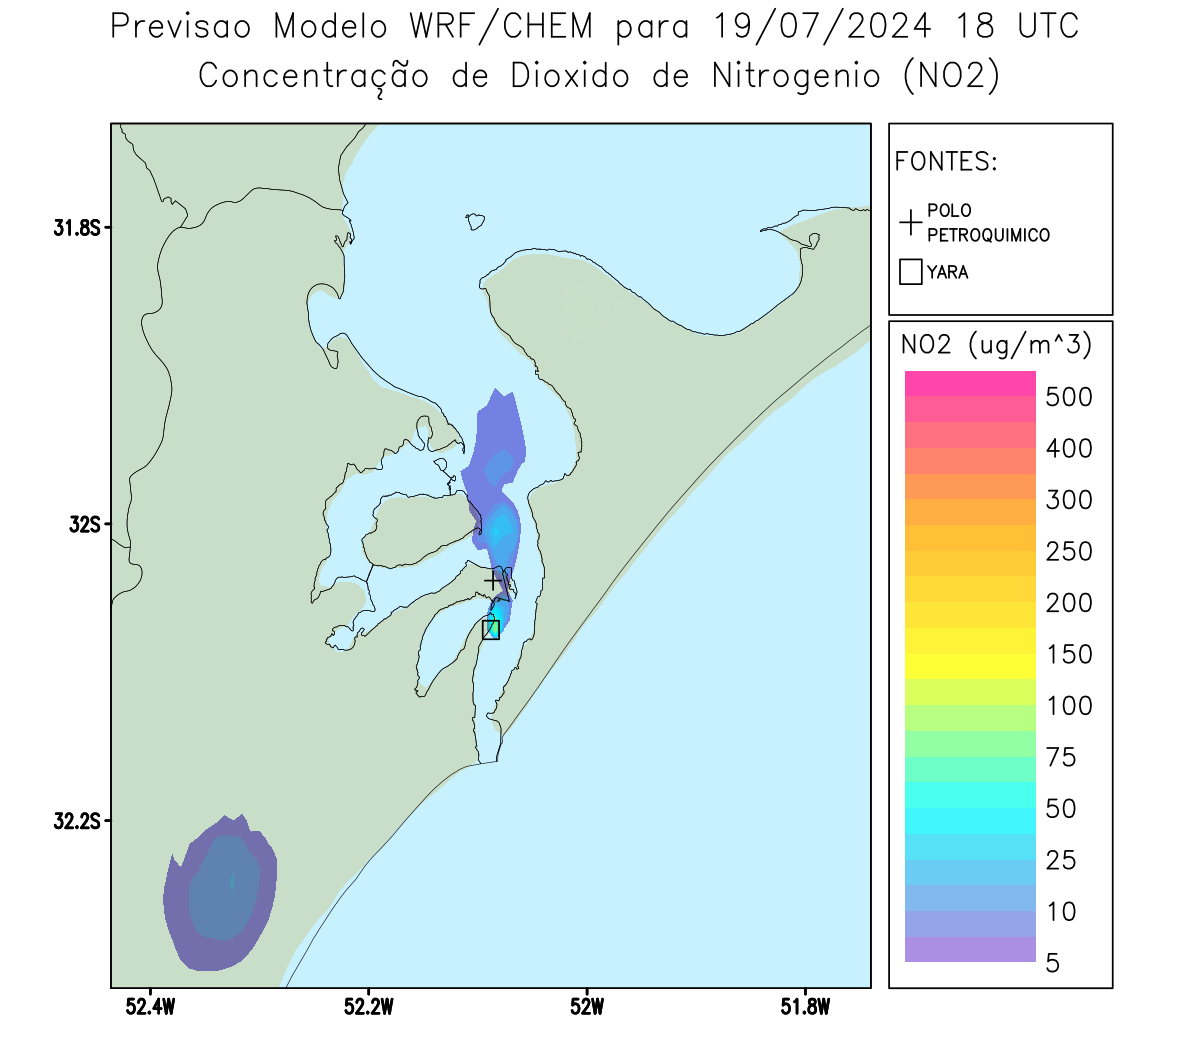 Previsao Modelo WRF/CHEM para 19/07/2024 18 UTC
Concentração de Dioxido de Nitrogenio (NO2)
FONTES:
POLO
PETROQUIMICO
YARA
NO2 (ug/m^3)
500
400
300
250
200
150
100
75
50
25
10
5
31.8S
32S
32.2S
52.4W
52.2W
52W
51.8W